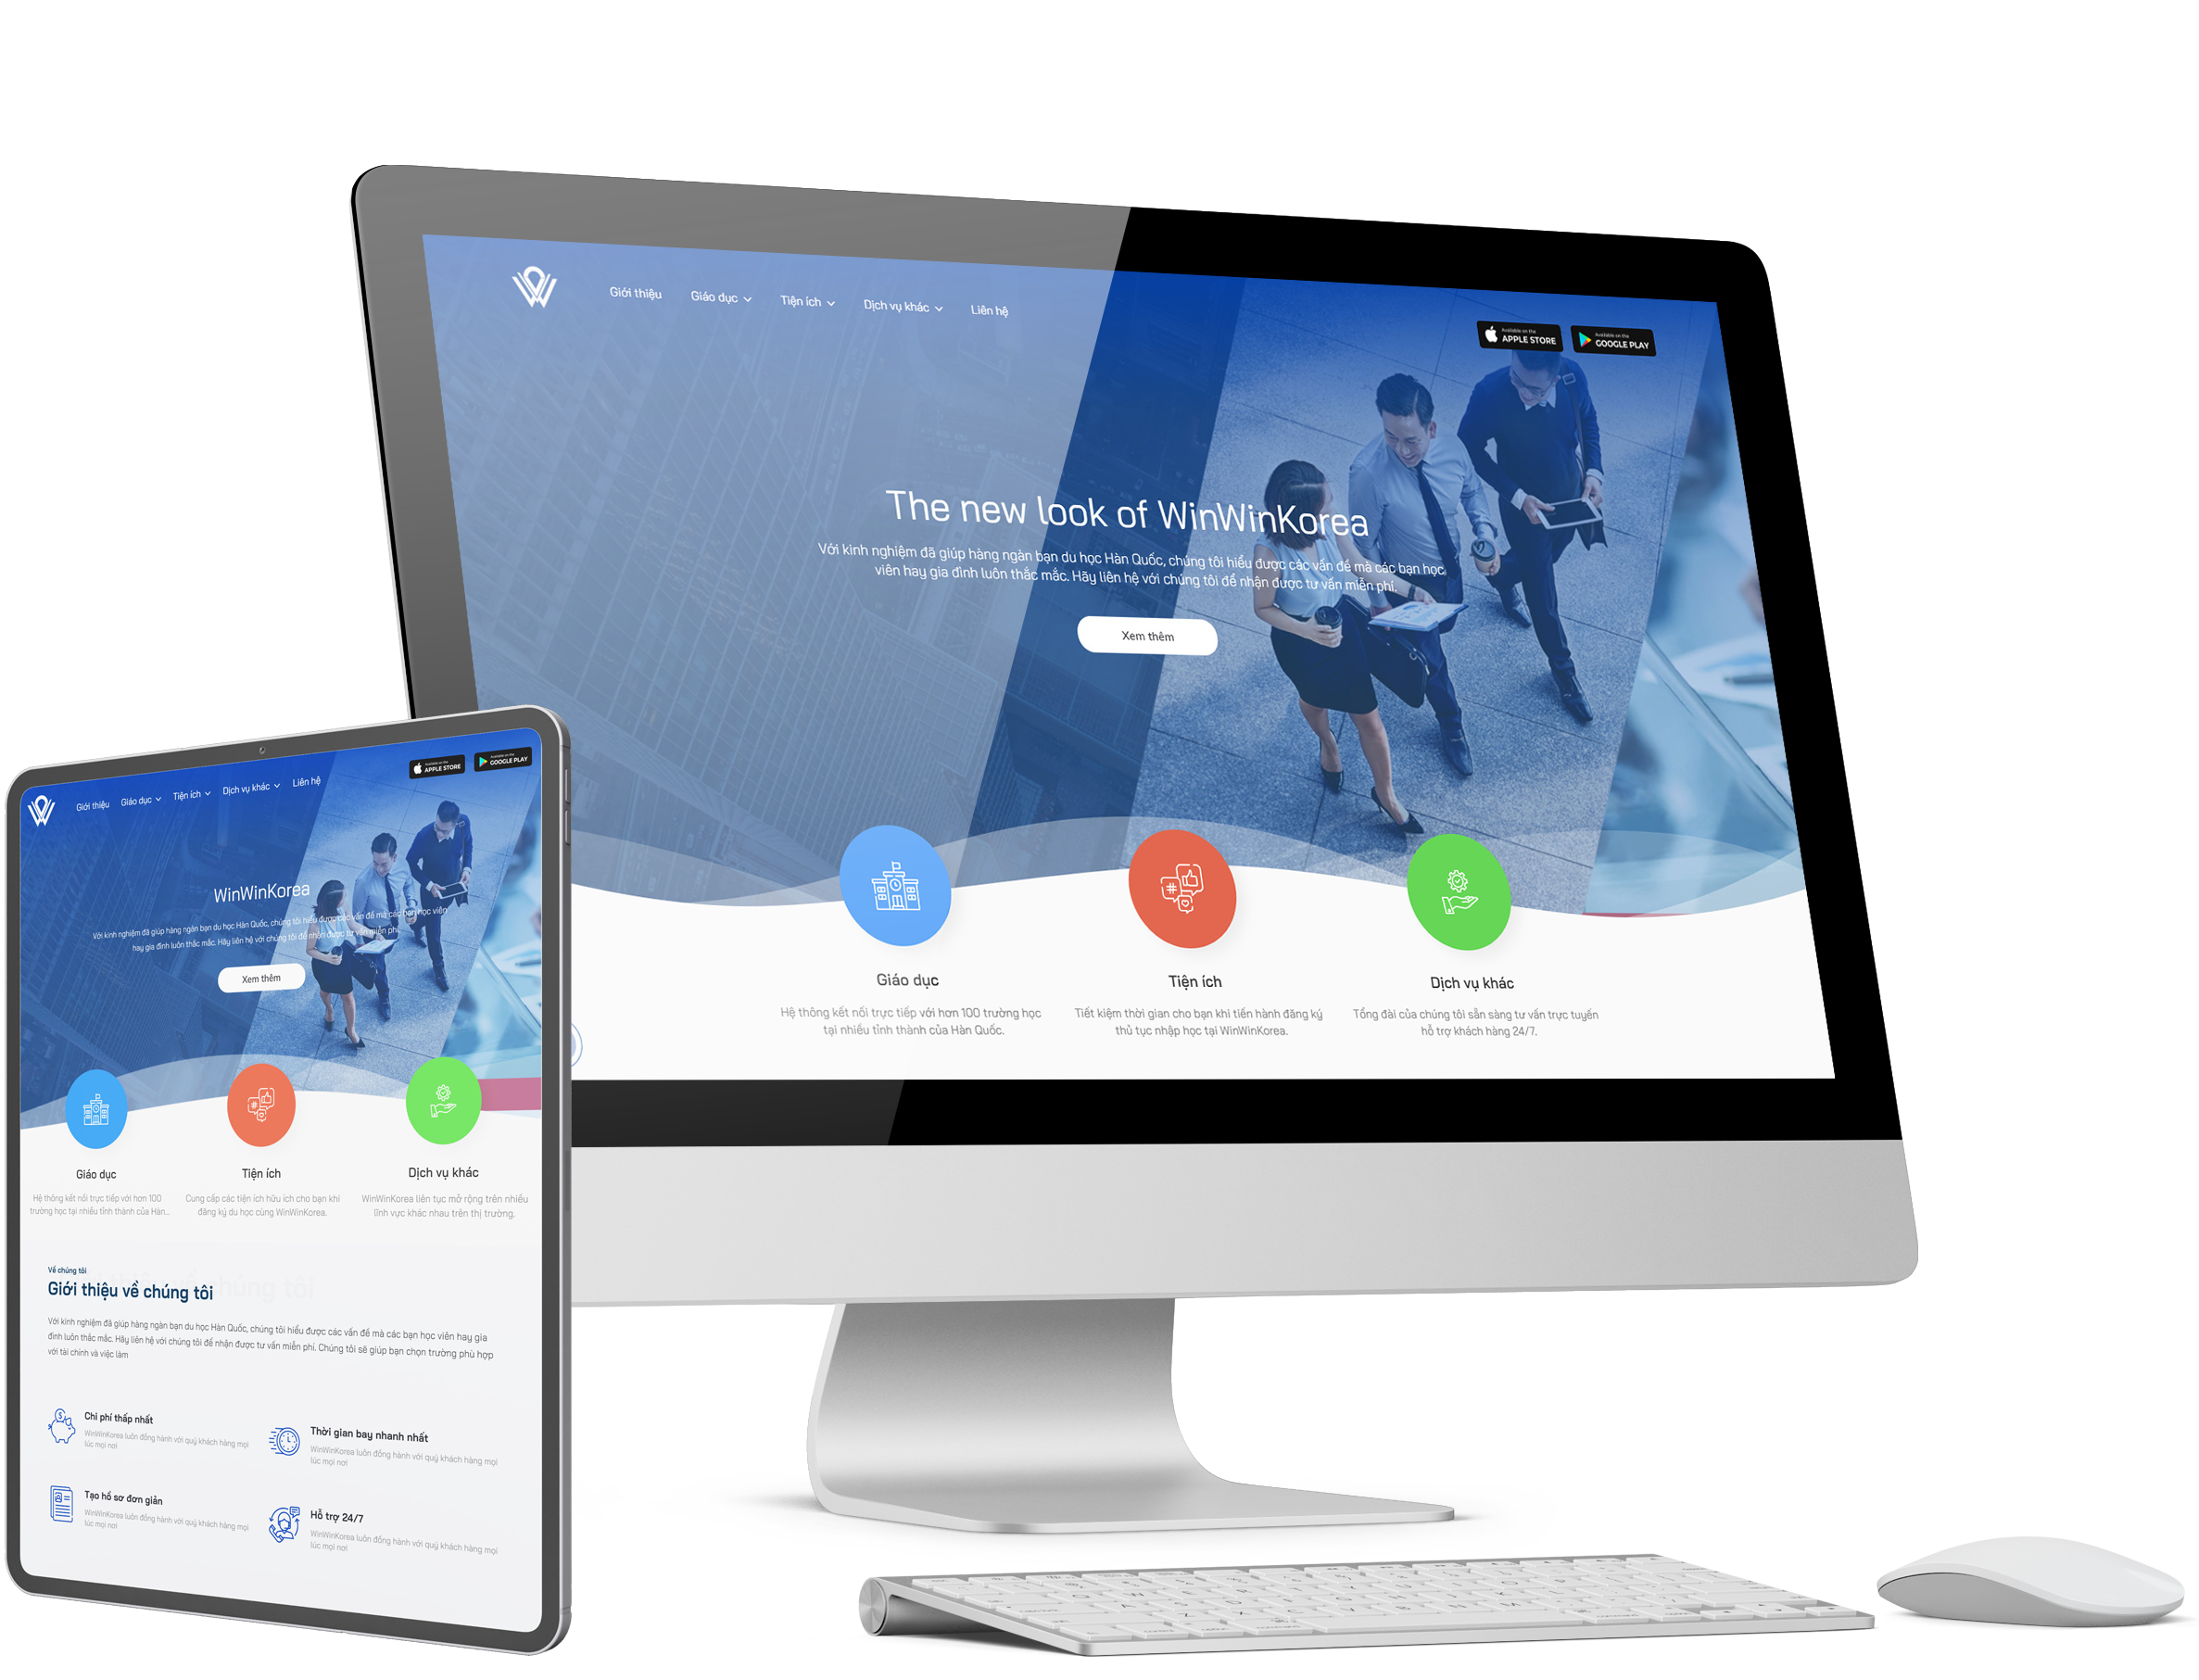 Giới thiệu
Giáo dục
Tiện ích
Dịch vụ khác
Liên hệ
Available on the
APPLE STORE
Available on the
GOOGLE PLAY
The new look of WinWinKorea
Với kinh nghiệm đã giúp hàng ngàn bạn du học Hàn Quốc, chúng tôi hiểu được các vấn đề mà các bạn học
viên hay gia đình luôn thắc mắc. Hãy liên hệ với chúng tôi để nhận được tư vấn miễn phí.
Xem thêm
Giáo dục
Hệ thống kết nối trực tiếp với hơn 100 trường học
tại nhiều tỉnh thành của Hàn Quốc.
Tiện ích
Tiết kiệm thời gian cho bạn khi tiến hành đăng ký
thủ tục nhập học tại WinWinKorea.
Dịch vụ khác
Tổng đài của chúng tôi sẵn sàng tư vấn trực tuyến
hỗ trợ khách hàng 24/7.
Giới thiệu
Giáo dục
Tiện ích
Dịch vụ khác
Liên hệ
Available on the
APPLE STORE
Available on the
GOOGLE PLAY
WinWinKorea
Với kinh nghiệm đã giúp hàng ngàn bạn du học Hàn Quốc, chúng tôi hiểu được các vấn đề mà các bạn học viên
hay gia đình luôn thắc mắc. Hãy liên hệ với chúng tôi để nhận được tư vấn miễn phí.
Xem thêm
Giáo dục
Hệ thống kết nối trực tiếp với hơn 100
trường học tại nhiều tỉnh thành của Hàn...
Tiện ích
Cung cấp các tiện ích hữu ích cho bạn khi
đăng ký du học cùng WinWinKorea.
Dịch vụ khác
WinWinKorea liên tục mở rộng trên nhiều
lĩnh vực khác nhau trên thị trường.
Về chúng tôi
Giới thiệu về chúng tôi
Với kinh nghiệm đã giúp hàng ngàn bạn du học Hàn Quốc, chúng tôi hiểu được các vấn đề mà các bạn học viên hay gia
đình luôn thắc mắc. Hãy liên hệ với chúng tôi để nhận được tư vấn miễn phí. Chúng tôi sẽ giúp bạn chọn trường phù hợp
với tài chính và việc làm
Chi phí thấp nhất
WinWinKorea luôn đồng hành với quý khách hàng mọi
lúc mọi nơi
Thời gian bay nhanh nhất
WinWinKorea luôn đồng hành với quý khách hàng mọi
lúc mọi nơi
Tạo hồ sơ đơn giản
WinWinKorea luôn đồng hành với quý khách hàng mọi
lúc mọi nơi
Hỗ trợ 24/7
WinWinKorea luôn đồng hành với quý khách hàng mọi
lúc mọi nơi